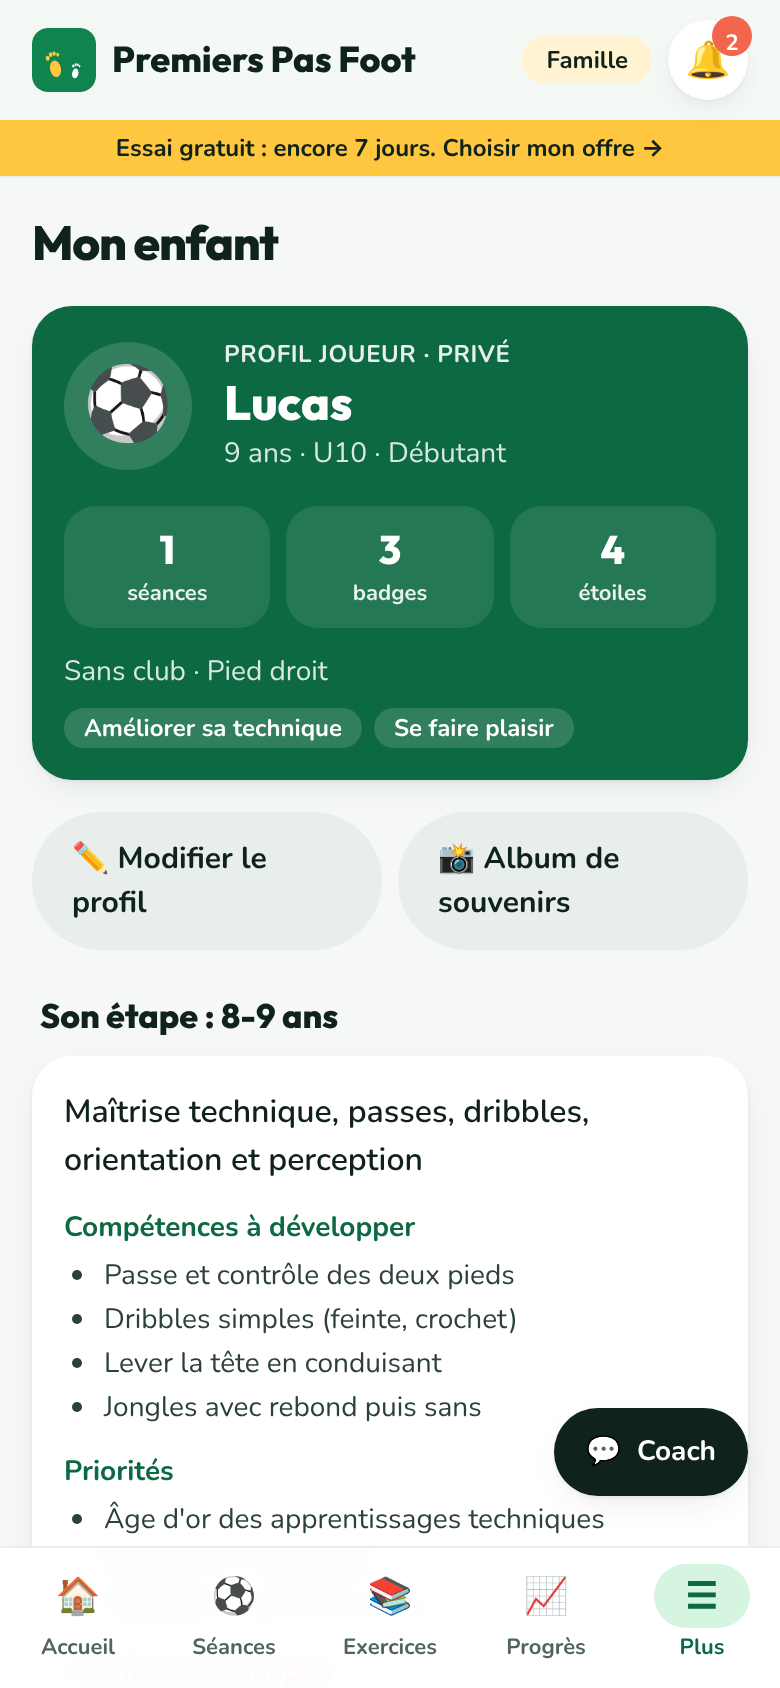 Premiers Pas Foot
Famille
2
Essai gratuit : encore 7 jours. Choisir mon offre →
Mon enfant
PROFIL JOUEUR · PRIVÉ
Lucas
9 ans · U10 · Débutant
1
séances
3
badges
4
étoiles
Sans club · Pied droit
Améliorer sa technique
Se faire plaisir
Modifier le
profil
Album de
souvenirs
Son étape : 8-9 ans
Maîtrise technique, passes, dribbles,
orientation et perception
Compétences à développer
• Passe et contrôle des deux pieds
• Dribbles simples (feinte, crochet)
• Lever la tête en conduisant
• Jongles avec rebond puis sans
Coach
Priorités
• Âge d'or des apprentissages techniques
Accueil
Séances
Exercices
Progrès
Plus